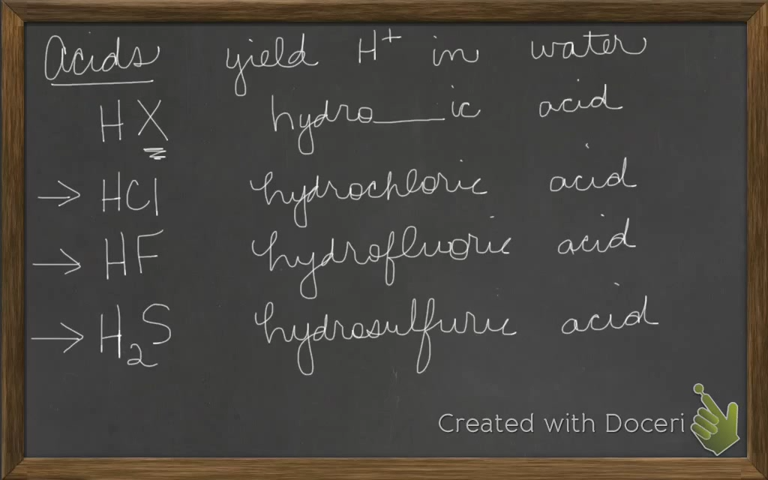 Acids yield H⁺ in water
HX hydro___ic acid
→ HCl hydrochloric acid
→ HF hydrofluoric acid
→ H₂S hydrosulfuric acid
Created with Doceri